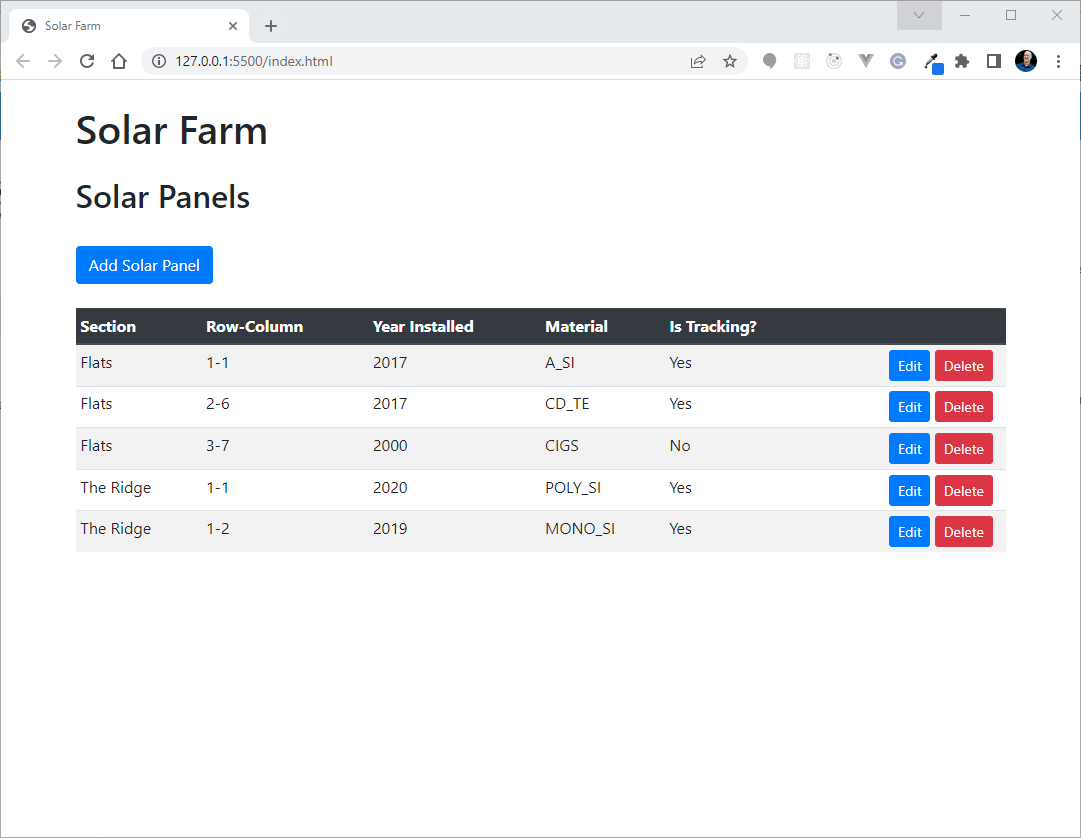 Solar Farm
127.0.0.1:5500/index.html
Solar Farm
Solar Panels
Add Solar Panel
Section Row-Column Year Installed Material Is Tracking?
Flats 1-1 2017 A_SI Yes Edit Delete
Flats 2-6 2017 CD_TE Yes Edit Delete
Flats 3-7 2000 CIGS No Edit Delete
The Ridge 1-1 2020 POLY_SI Yes Edit Delete
The Ridge 1-2 2019 MONO_SI Yes Edit Delete